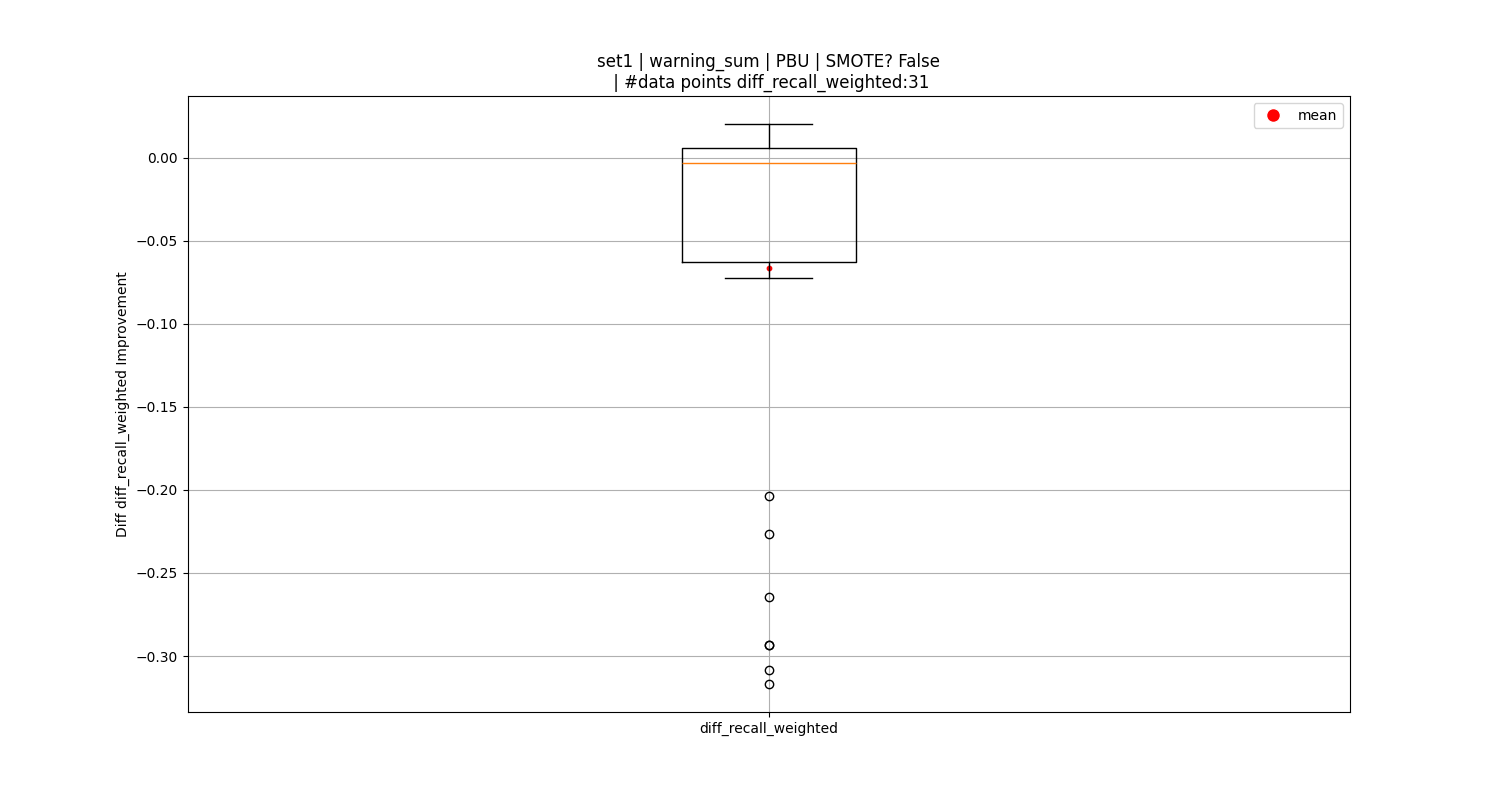 set1 | warning_sum | PBU | SMOTE? False
| #data points diff_recall_weighted:31
mean
0.00
−0.05
−0.10
−0.15
−0.20
−0.25
−0.30
Diff diff_recall_weighted Improvement
diff_recall_weighted